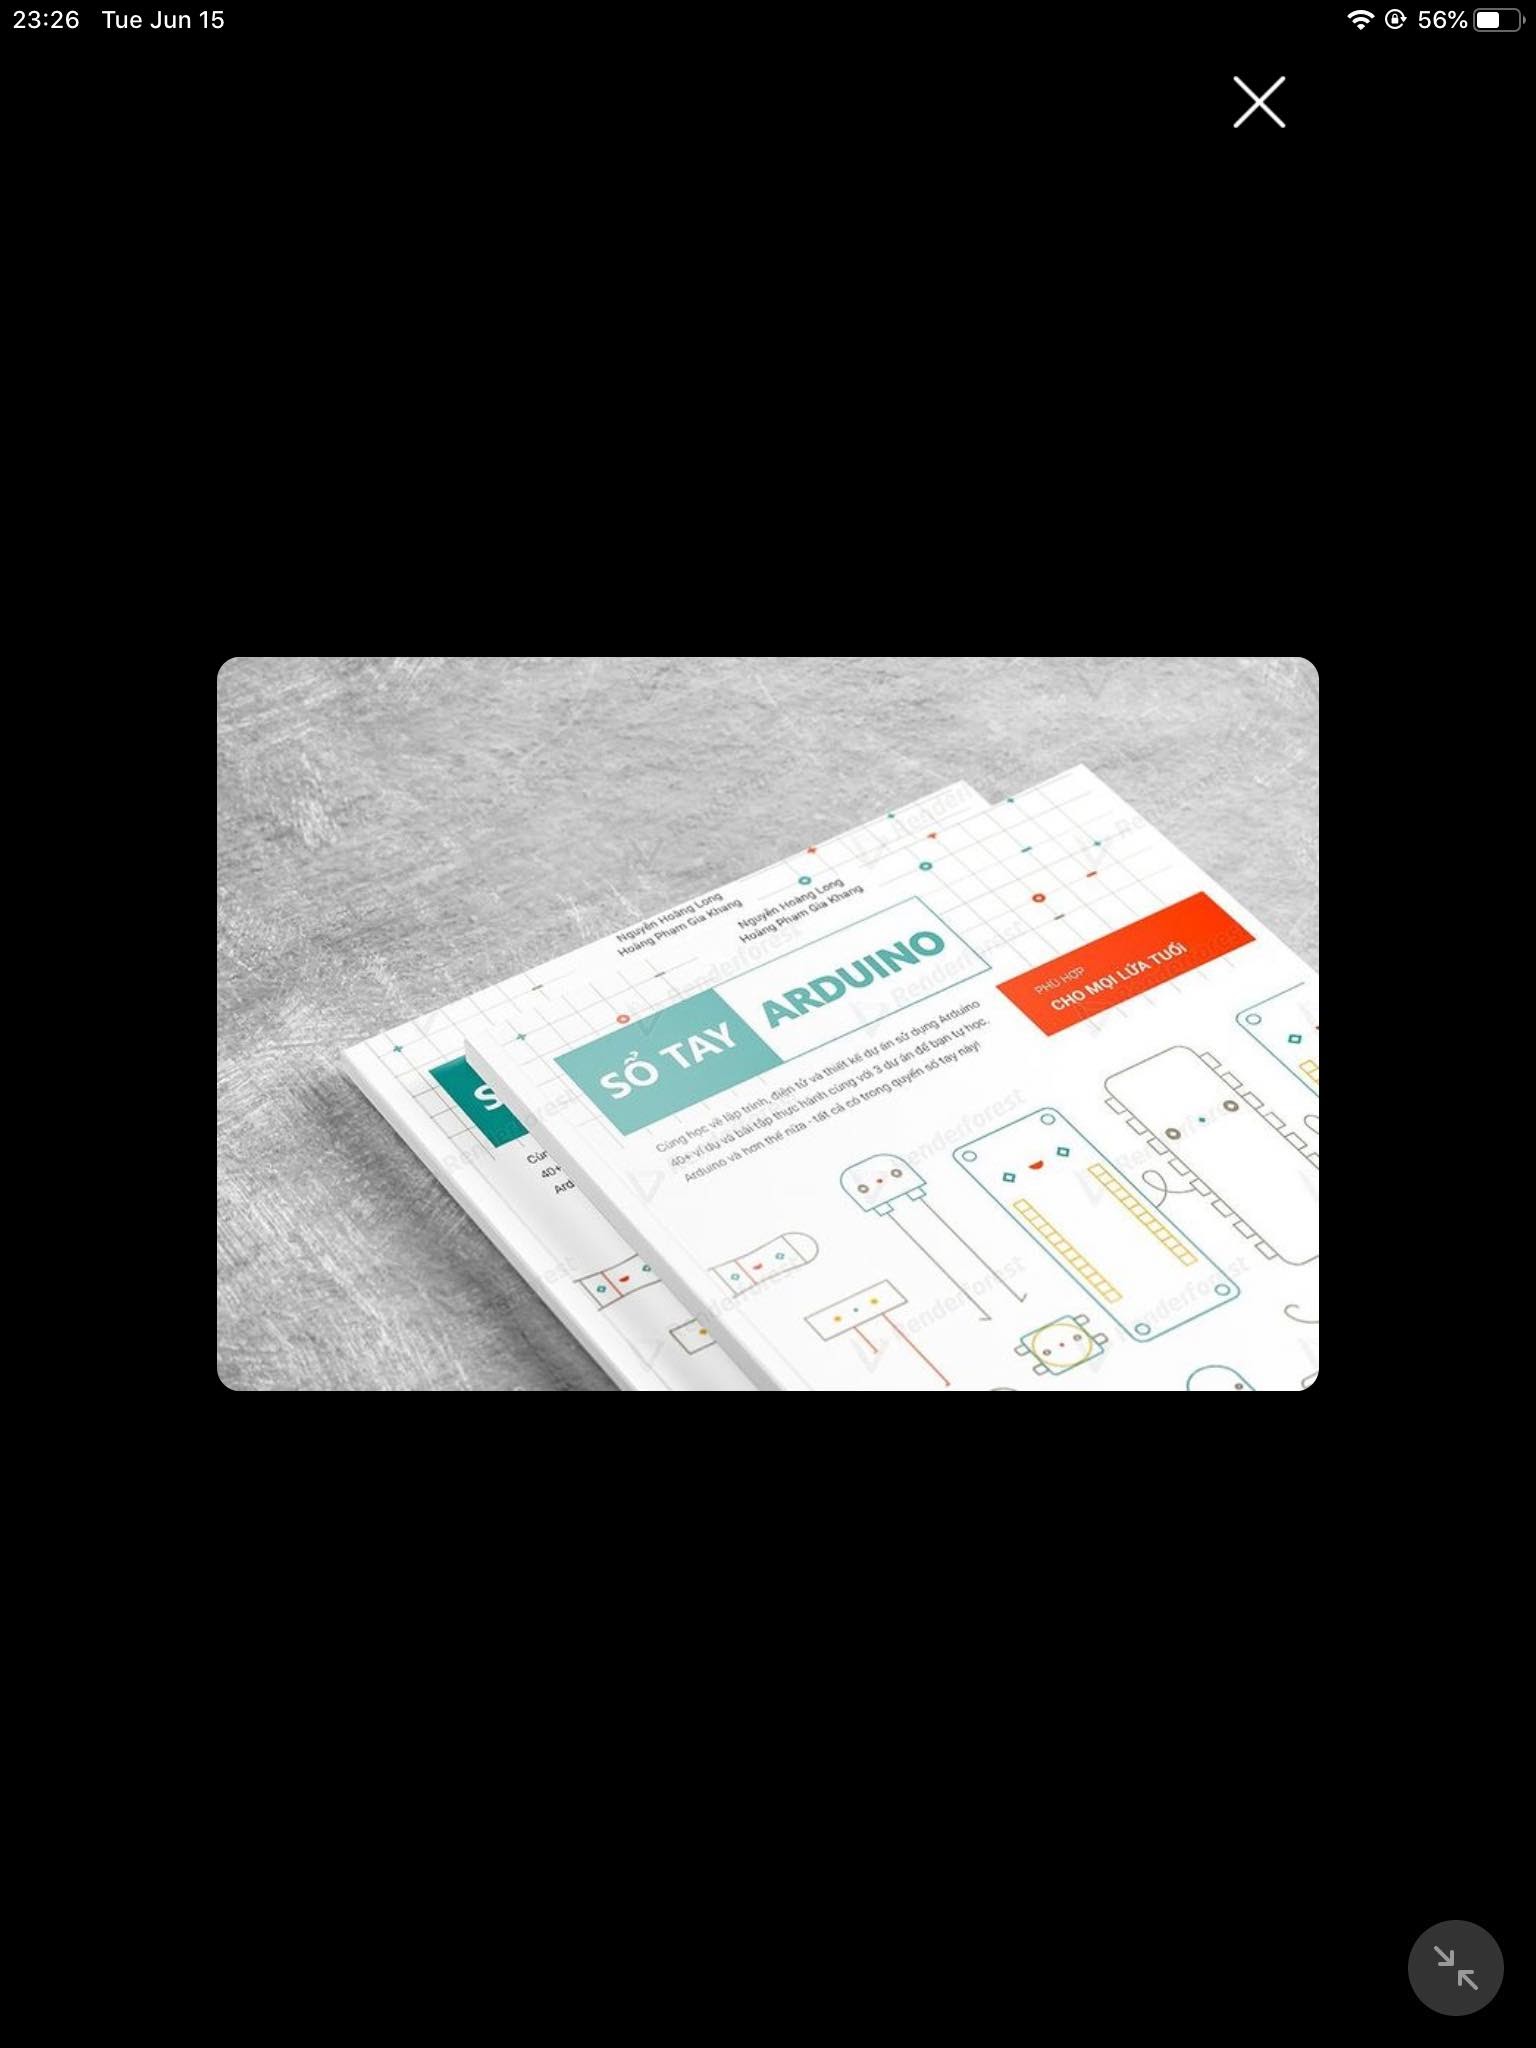 23:26 Tue Jun 15
56%
Nguyễn Hoàng Long
Hoàng Phạm Gia Khang
Nguyễn Hoàng Long
Hoàng Phạm Gia Khang
SỔ TAY
ARDUINO
PHÙ HỢP
CHO MỌI LỨA TUỔI
Cùng học về lập trình, điện tử và thiết kế dự án sử dụng Arduino
40+ ví dụ và bài tập thực hành cùng với 3 dự án để bạn tự học.
Arduino và hơn thế nữa - tất cả có trong quyển sổ tay này!
S
Cùn
40+
Ard
Renderforest
Renderforest
Renderforest
Renderforest
Renderforest